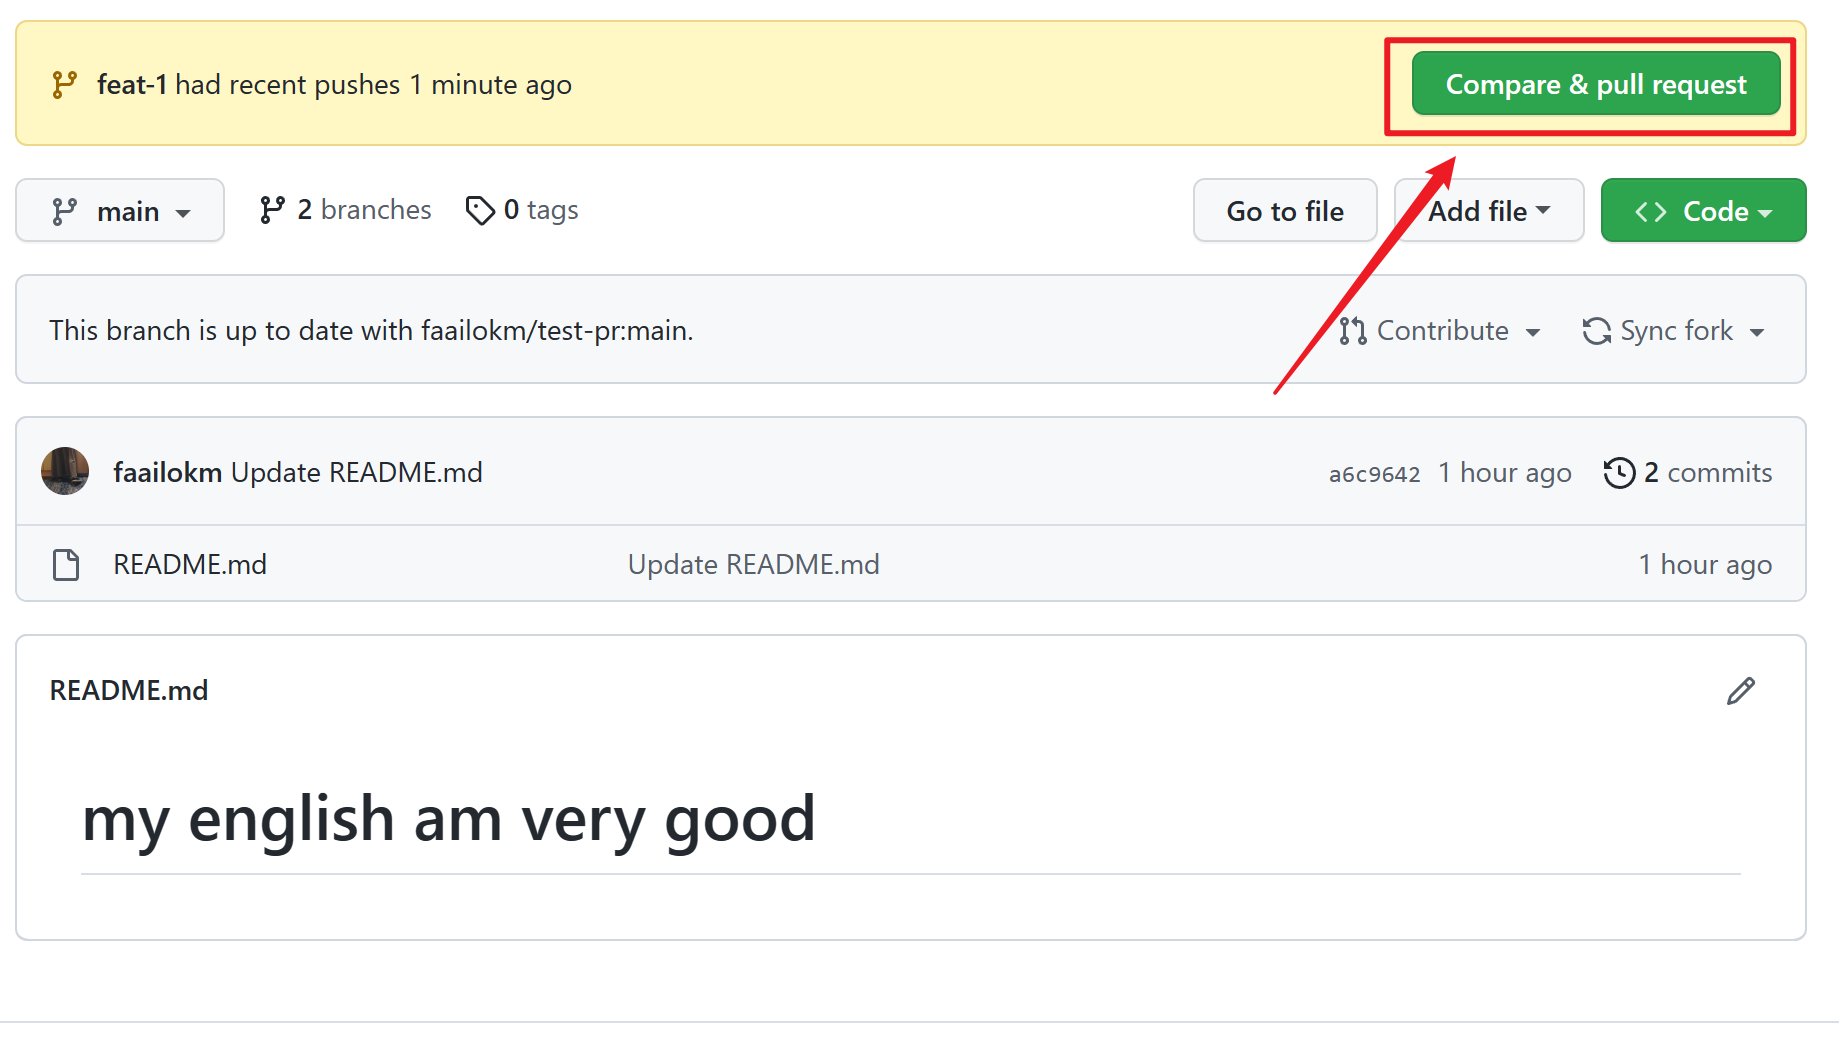 feat-1 had recent pushes 1 minute ago Compare & pull request
main 2 branches 0 tags Go to file Add file Code
This branch is up to date with faailokm/test-pr:main. Contribute Sync fork
faailokm Update README.md a6c9642 1 hour ago 2 commits
README.md Update README.md 1 hour ago
README.md
my english am very good